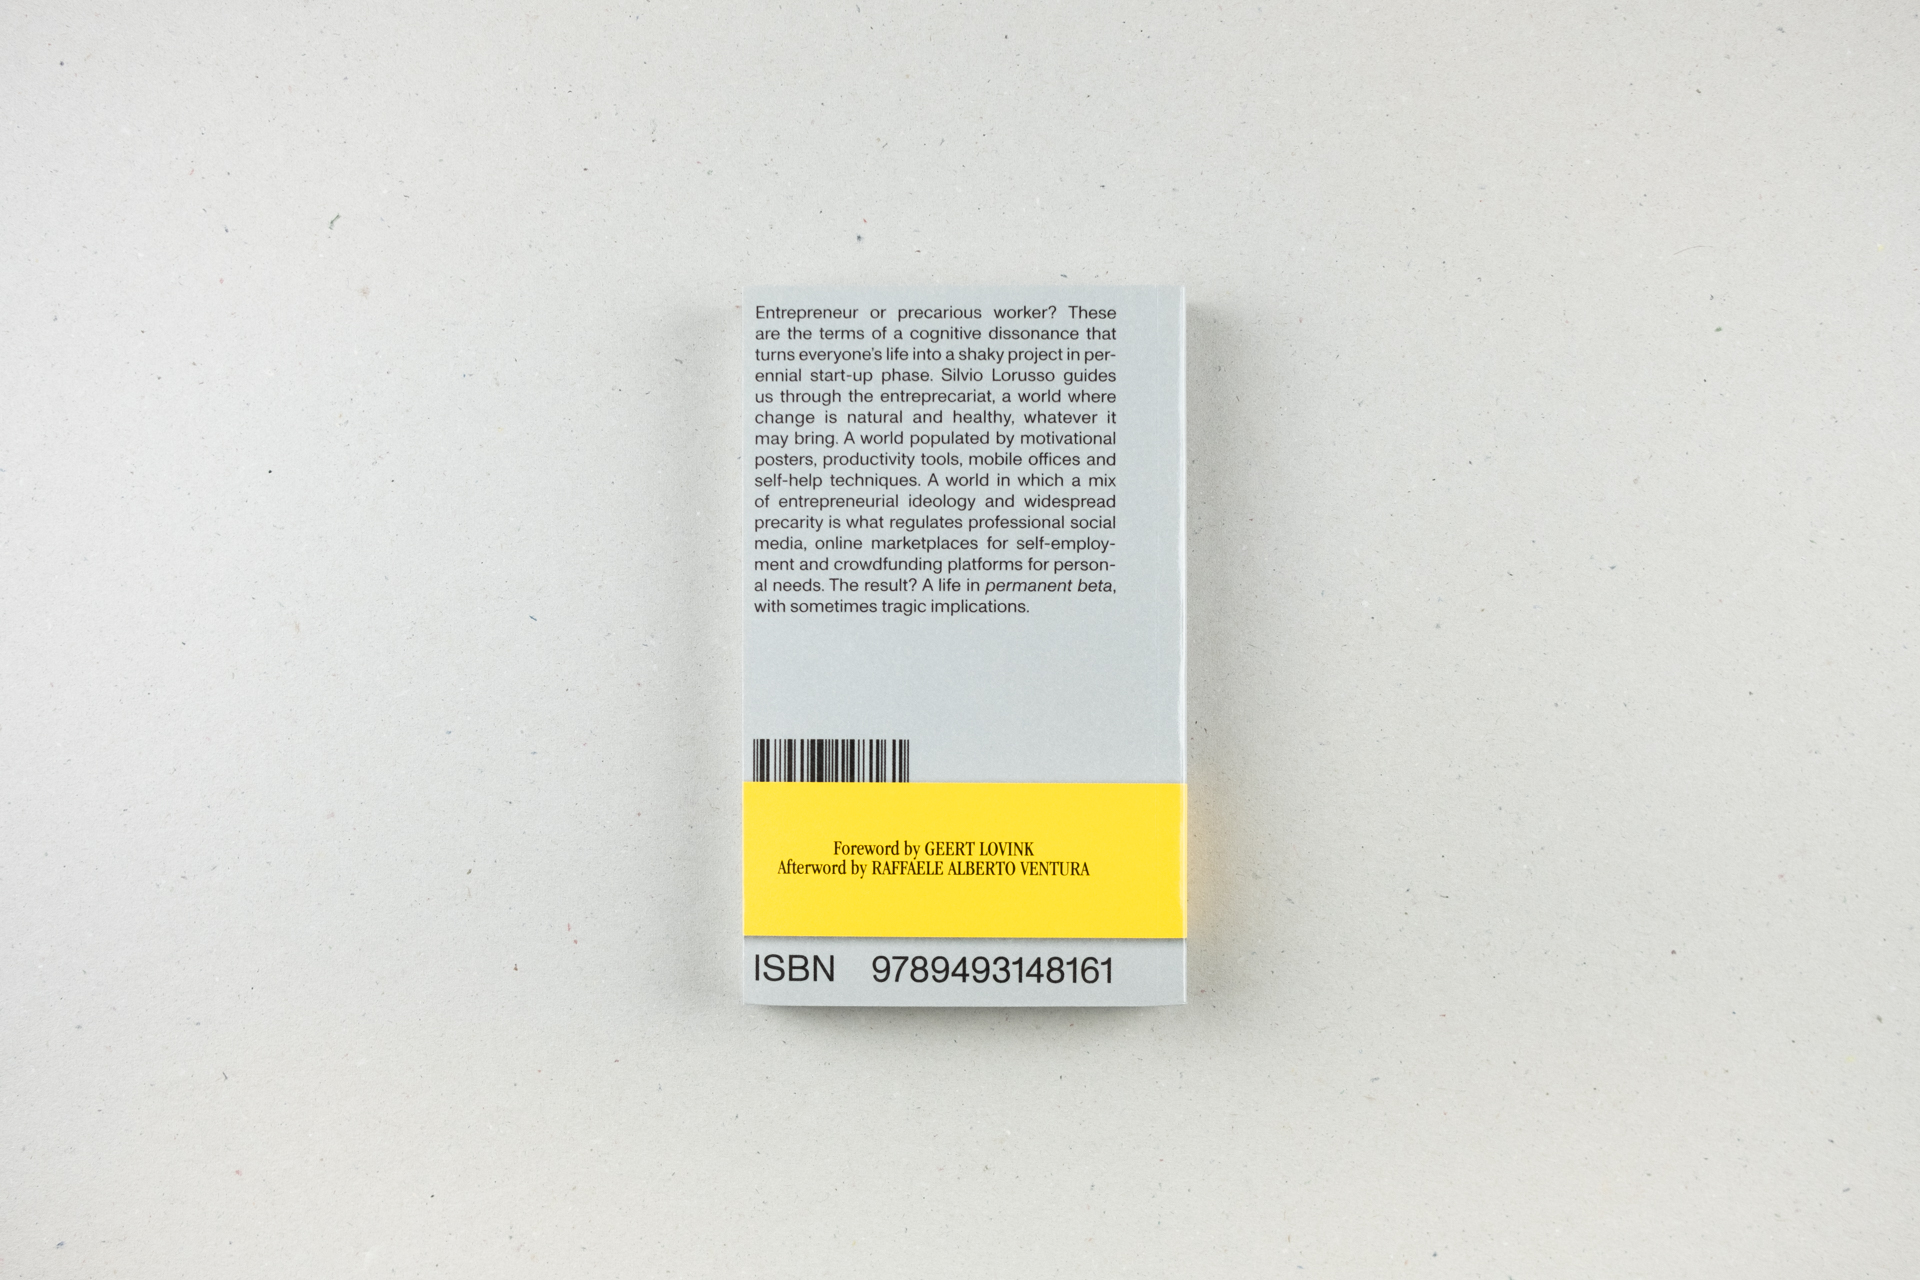 Entrepreneur or precarious worker? These
are the terms of a cognitive dissonance that
turns everyone's life into a shaky project in per-
ennial start-up phase. Silvio Lorusso guides
us through the entreprecariat, a world where
change is natural and healthy, whatever it
may bring. A world populated by motivational
posters, productivity tools, mobile offices and
self-help techniques. A world in which a mix
of entrepreneurial ideology and widespread
precarity is what regulates professional social
media, online marketplaces for self-employ-
ment and crowdfunding platforms for person-
al needs. The result? A life in permanent beta,
with sometimes tragic implications.
Foreword by GEERT LOVINK
Afterword by RAFFAELE ALBERTO VENTURA
ISBN 9789493148161